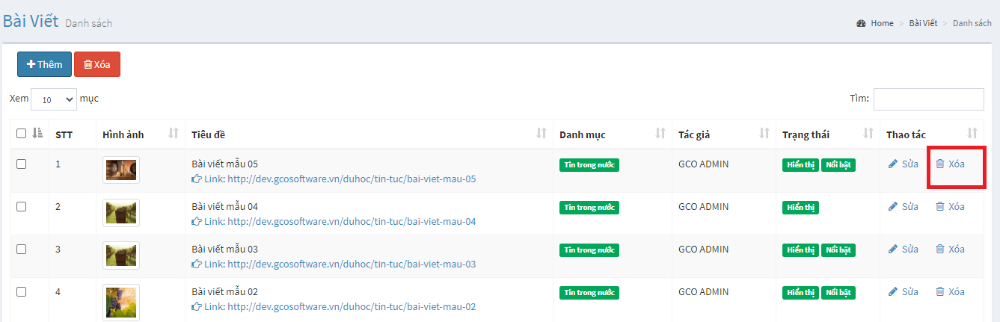 Bài Viết Danh sách
Home > Bài Viết > Danh sách
Thêm Xóa
Xem 10 mục Tìm:
STT Hình ảnh Tiêu đề Danh mục Tác giả Trạng thái Thao tác
1 Bài viết mẫu 05 Tin trong nước GCO ADMIN Hiển thị Nổi bật Sửa Xóa
Link: http://dev.gcosoftware.vn/duhoc/tin-tuc/bai-viet-mau-05
2 Bài viết mẫu 04 Tin trong nước GCO ADMIN Hiển thị Sửa Xóa
Link: http://dev.gcosoftware.vn/duhoc/tin-tuc/bai-viet-mau-04
3 Bài viết mẫu 03 Tin trong nước GCO ADMIN Hiển thị Nổi bật Sửa Xóa
Link: http://dev.gcosoftware.vn/duhoc/tin-tuc/bai-viet-mau-03
4 Bài viết mẫu 02 Tin trong nước GCO ADMIN Hiển thị Nổi bật Sửa Xóa
Link: http://dev.gcosoftware.vn/duhoc/tin-tuc/bai-viet-mau-02